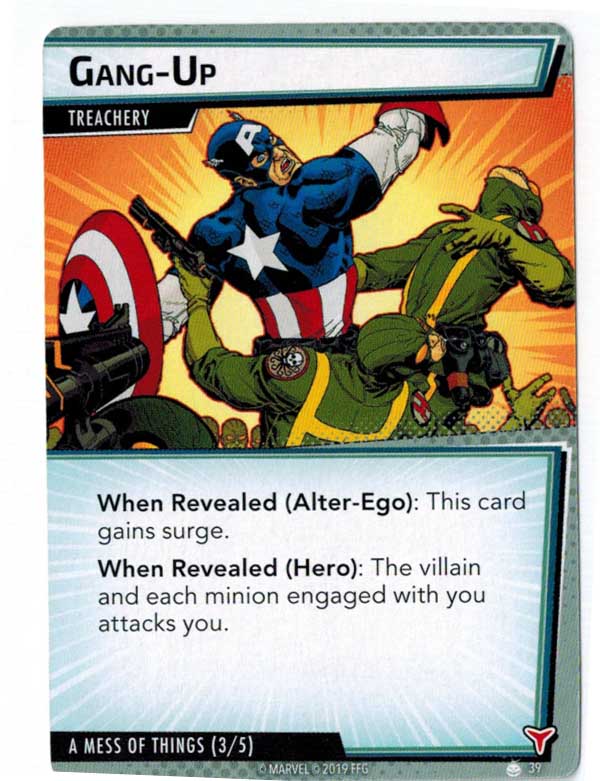 GANG-UP
TREACHERY
A
H
When Revealed (Alter-Ego): This card
gains surge.
When Revealed (Hero): The villain
and each minion engaged with you
attacks you.
A MESS OF THINGS (3/5)
© MARVEL © 2019 FFG
39